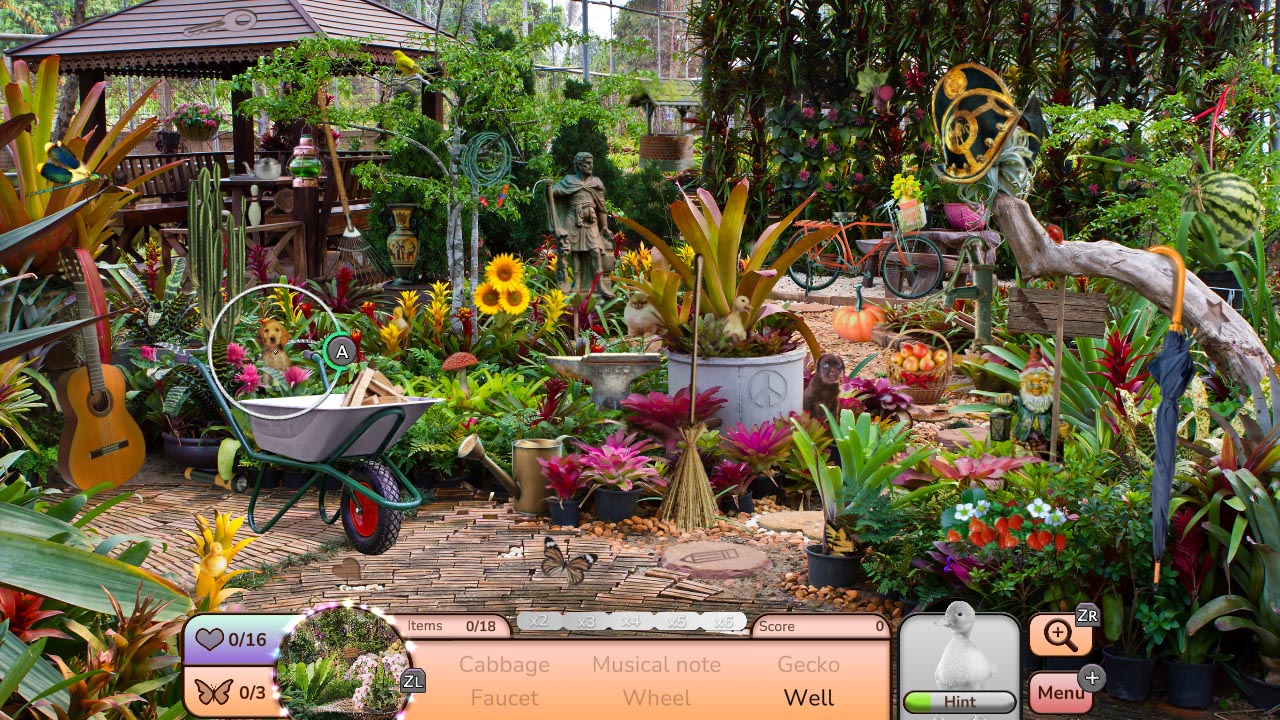 A
0/16
Items 0/18
x2 x3 x4 x5 x6
Score 0
ZR
ZL
Cabbage Musical note Gecko
0/3
Faucet Wheel Well
Hint
Menu +